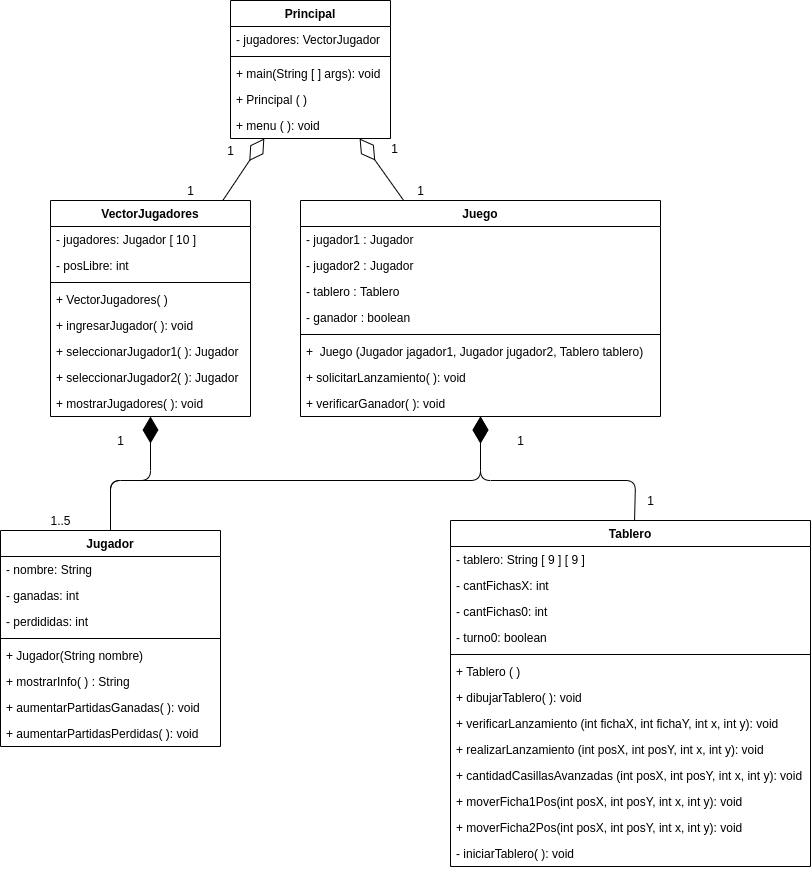 Principal
- jugadores: VectorJugador
+ main(String [ ] args): void
+ Principal ( )
+ menu ( ): void
1
1
1
1
VectorJugadores
- jugadores: Jugador [ 10 ]
- posLibre: int
+ VectorJugadores( )
+ ingresarJugador( ): void
+ seleccionarJugador1( ): Jugador
+ seleccionarJugador2( ): Jugador
+ mostrarJugadores( ): void
Juego
- jugador1 : Jugador
- jugador2 : Jugador
- tablero : Tablero
- ganador : boolean
+ Juego (Jugador jagador1, Jugador jugador2, Tablero tablero)
+ solicitarLanzamiento( ): void
+ verificarGanador( ): void
1
1
1..5
1
Jugador
- nombre: String
- ganadas: int
- perdididas: int
+ Jugador(String nombre)
+ mostrarInfo( ) : String
+ aumentarPartidasGanadas( ): void
+ aumentarPartidasPerdidas( ): void
Tablero
- tablero: String [ 9 ] [ 9 ]
- cantFichasX: int
- cantFichas0: int
- turno0: boolean
+ Tablero ( )
+ dibujarTablero( ): void
+ verificarLanzamiento (int fichaX, int fichaY, int x, int y): void
+ realizarLanzamiento (int posX, int posY, int x, int y): void
+ cantidadCasillasAvanzadas (int posX, int posY, int x, int y): void
+ moverFicha1Pos(int posX, int posY, int x, int y): void
+ moverFicha2Pos(int posX, int posY, int x, int y): void
- iniciarTablero( ): void